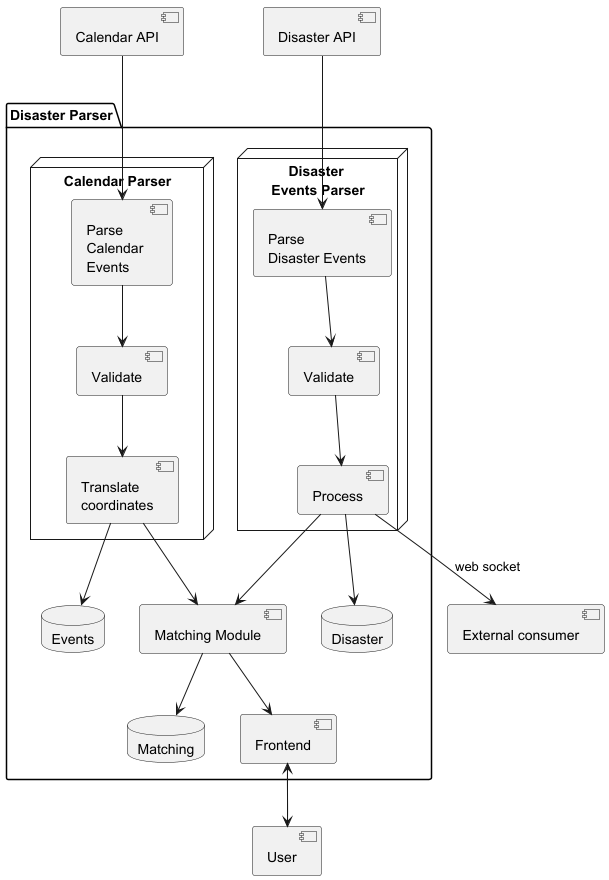 Calendar API
Disaster API
Disaster Parser
Calendar Parser
Disaster
Events Parser
Parse
Calendar
Events
Parse
Disaster Events
Validate
Validate
Translate
coordinates
Process
web socket
Events
Matching Module
Disaster
External consumer
Matching
Frontend
User